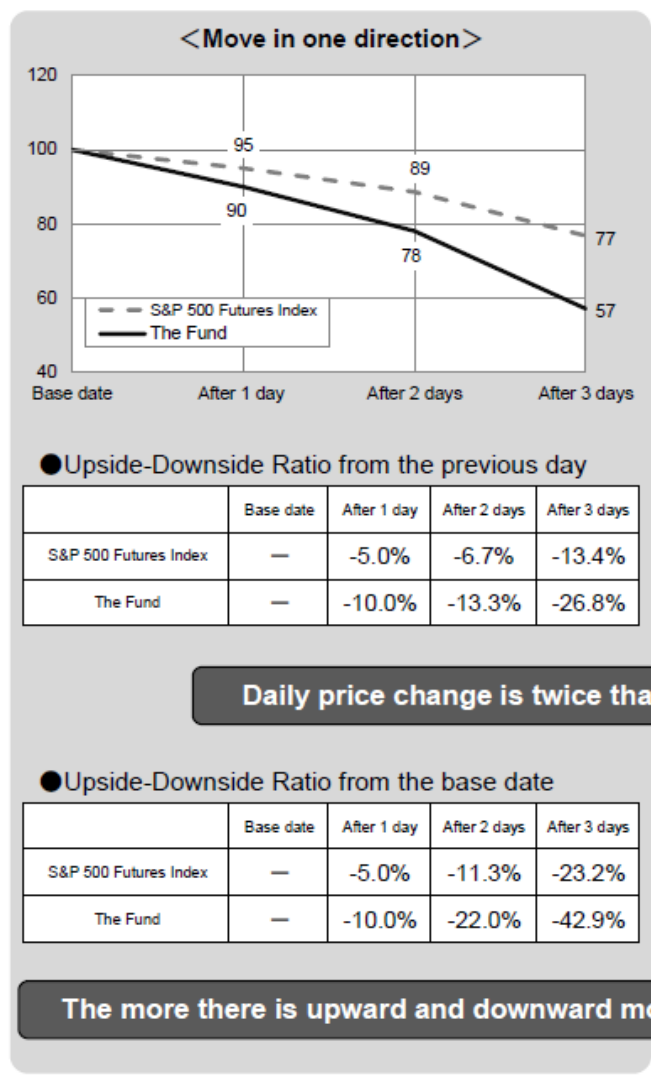 ＜Move in one direction＞
120
100
80
60
40
95
89
77
90
78
57
S&P 500 Futures Index
The Fund
Base date After 1 day After 2 days After 3 days
●Upside-Downside Ratio from the previous day
Base date After 1 day After 2 days After 3 days
S&P 500 Futures Index — -5.0% -6.7% -13.4%
The Fund — -10.0% -13.3% -26.8%
Daily price change is twice tha
●Upside-Downside Ratio from the base date
Base date After 1 day After 2 days After 3 days
S&P 500 Futures Index — -5.0% -11.3% -23.2%
The Fund — -10.0% -22.0% -42.9%
The more there is upward and downward mo